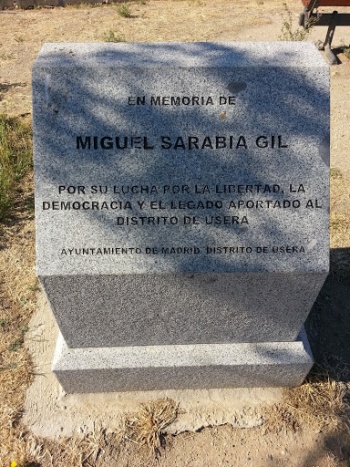 EN MEMORIA DE
MIGUEL SARABIA GIL
POR SU LUCHA POR LA LIBERTAD, LA
DEMOCRACIA Y EL LEGADO APORTADO AL
DISTRITO DE USERA
AYUNTAMIENTO DE MADRID. DISTRITO DE USERA